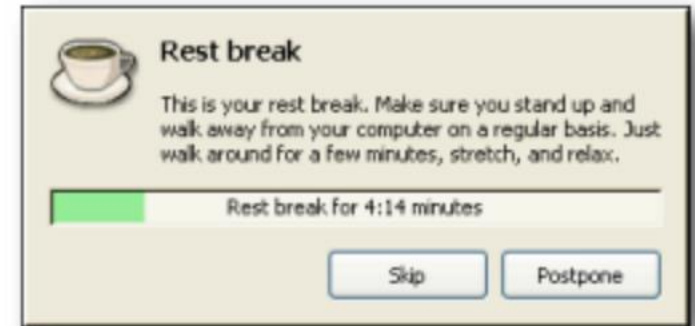 Rest break
This is your rest break. Make sure you stand up and
walk away from your computer on a regular basis. Just
walk around for a few minutes, stretch, and relax.
Rest break for 4:14 minutes
Skip
Postpone